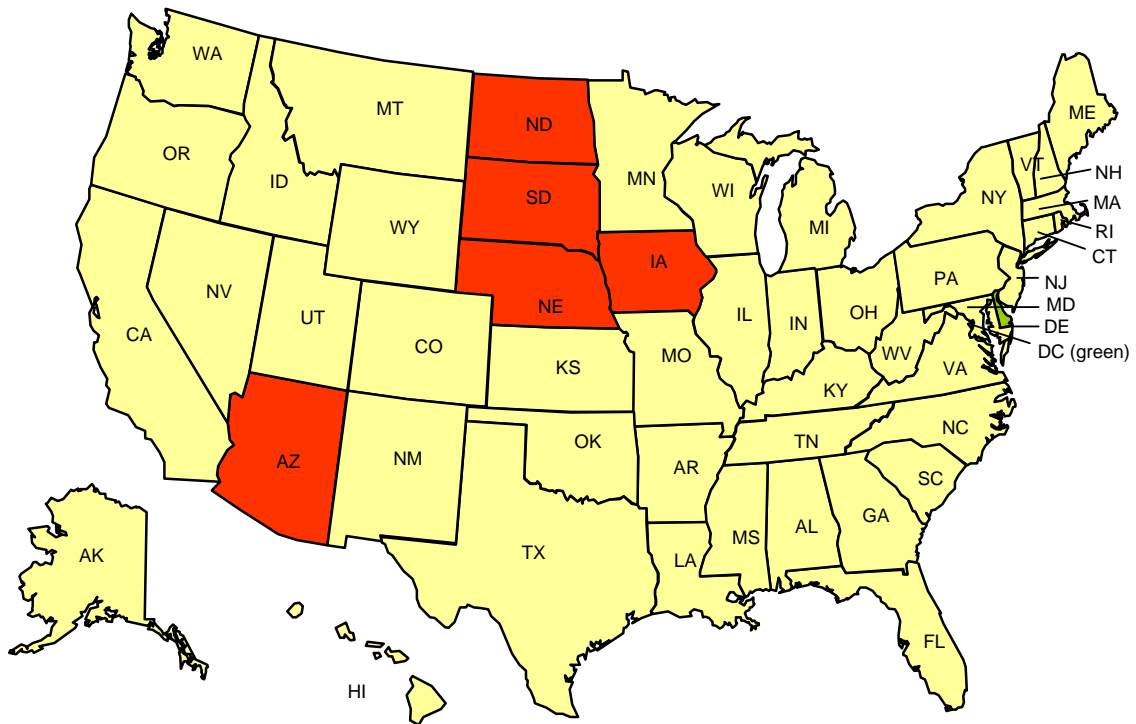 WA
MT
ND
ME
OR
ID
MN
VT
NH
SD
WI
NY
MA
WY
MI
RI
IA
CT
PA
NJ
NV
NE
MD
UT
IL
IN
OH
DE
CA
CO
DC (green)
WV
KS
MO
VA
KY
NC
OK
TN
AZ
NM
AR
SC
GA
MS
AL
TX
AK
LA
FL
HI